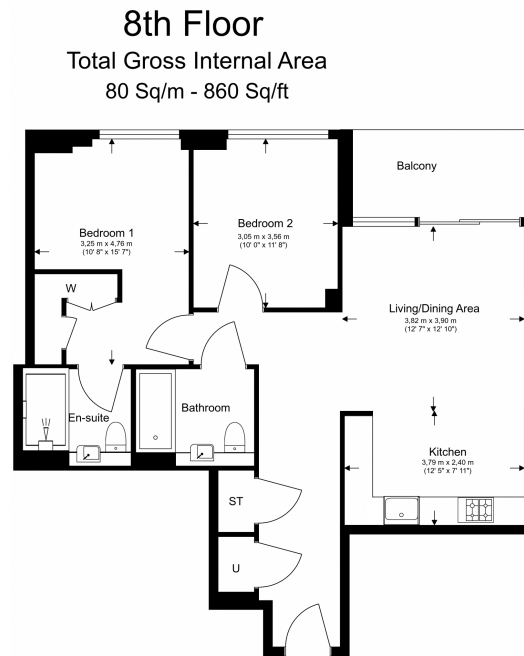 8th Floor
Total Gross Internal Area
80 Sq/m - 860 Sq/ft
Balcony
Bedroom 1
3,25 m x 4,76 m
(10' 8" x 15' 7")
Bedroom 2
3,05 m x 3,56 m
(10' 0" x 11' 8")
W
Living/Dining Area
3,82 m x 3,90 m
(12' 7" x 12' 10")
En-suite
Bathroom
Kitchen
3,79 m x 2,40 m
(12' 5" x 7' 11")
ST
U